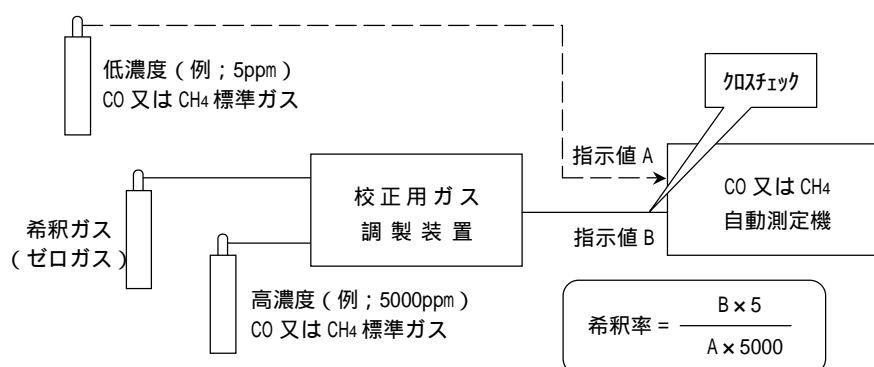 低濃度（例；5ppm）
CO 又は CH4 標準ガス
クロスチェック
指示値 A
CO 又は CH4
自動測定機
校正用ガス
調製装置
指示値 B
希釈ガス
（ゼロガス）
高濃度（例；5000ppm）
CO 又は CH4 標準ガス
希釈率 = B×5
A×5000